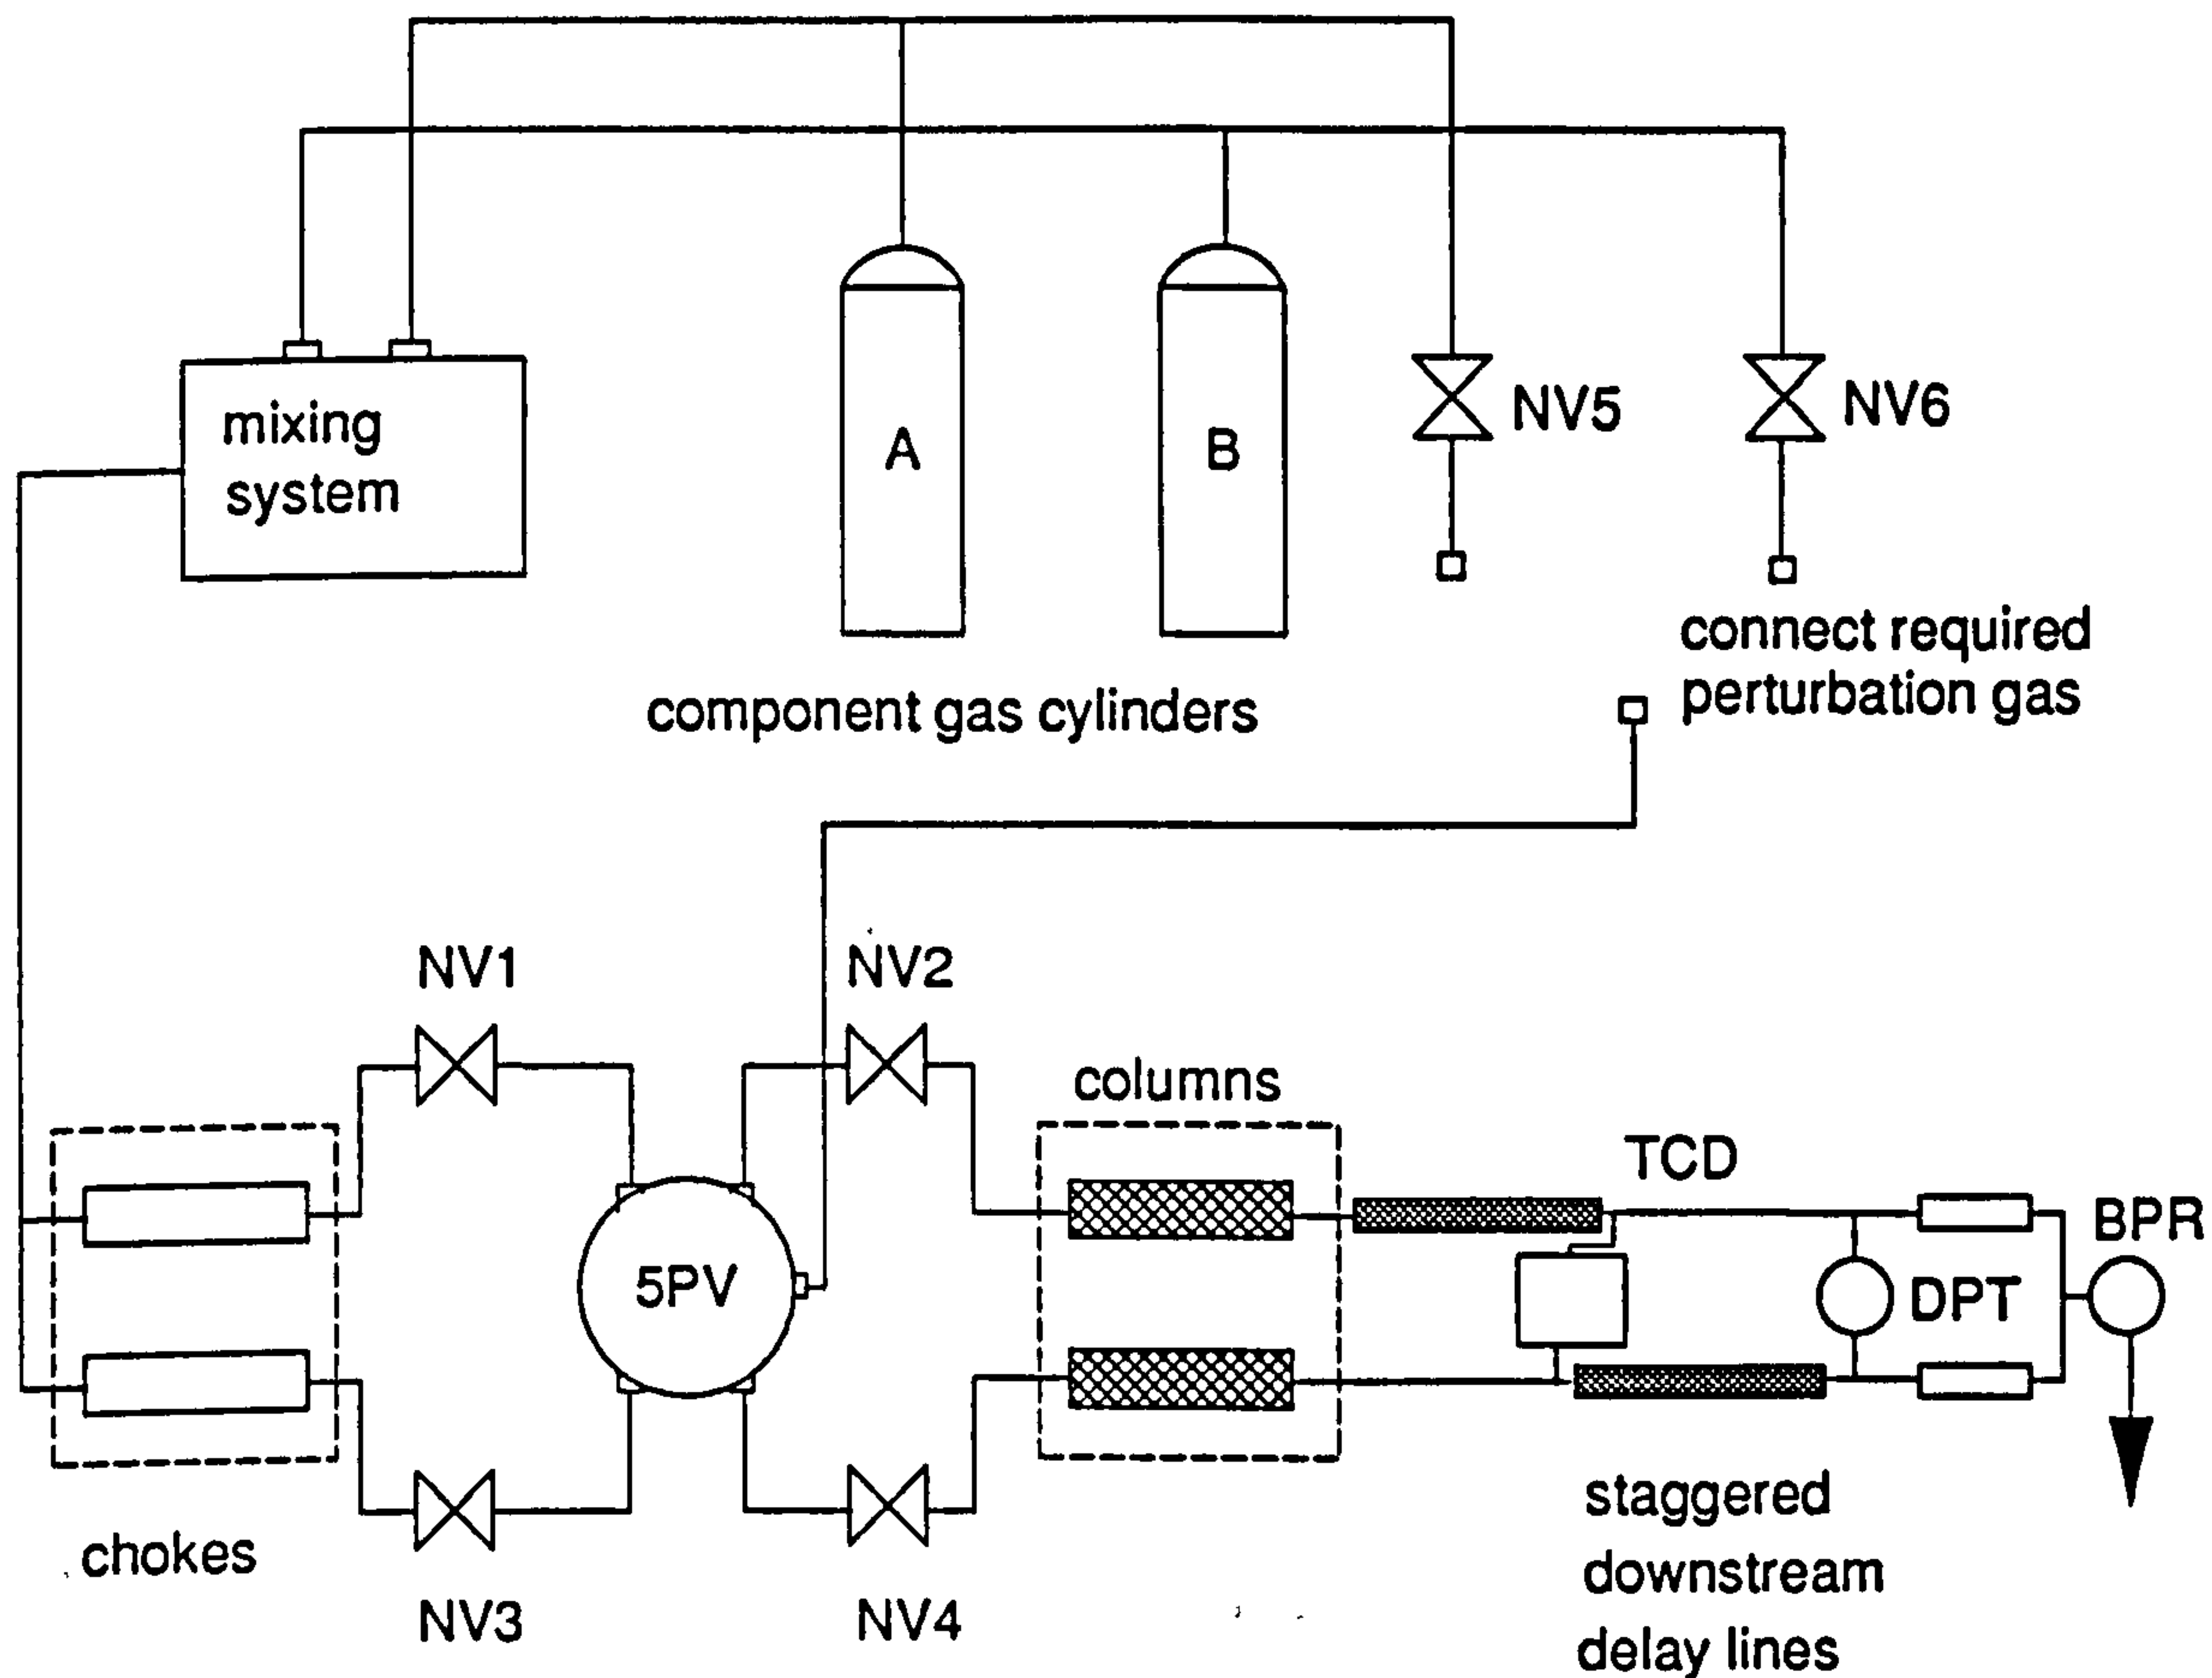 mixing
system
A
B
NV5
NV6
connect required
perturbation gas
component gas cylinders
NV1
NV2
columns
TCD
BPR
5PV
DPT
chokes
NV3
NV4
staggered
downstream
delay lines